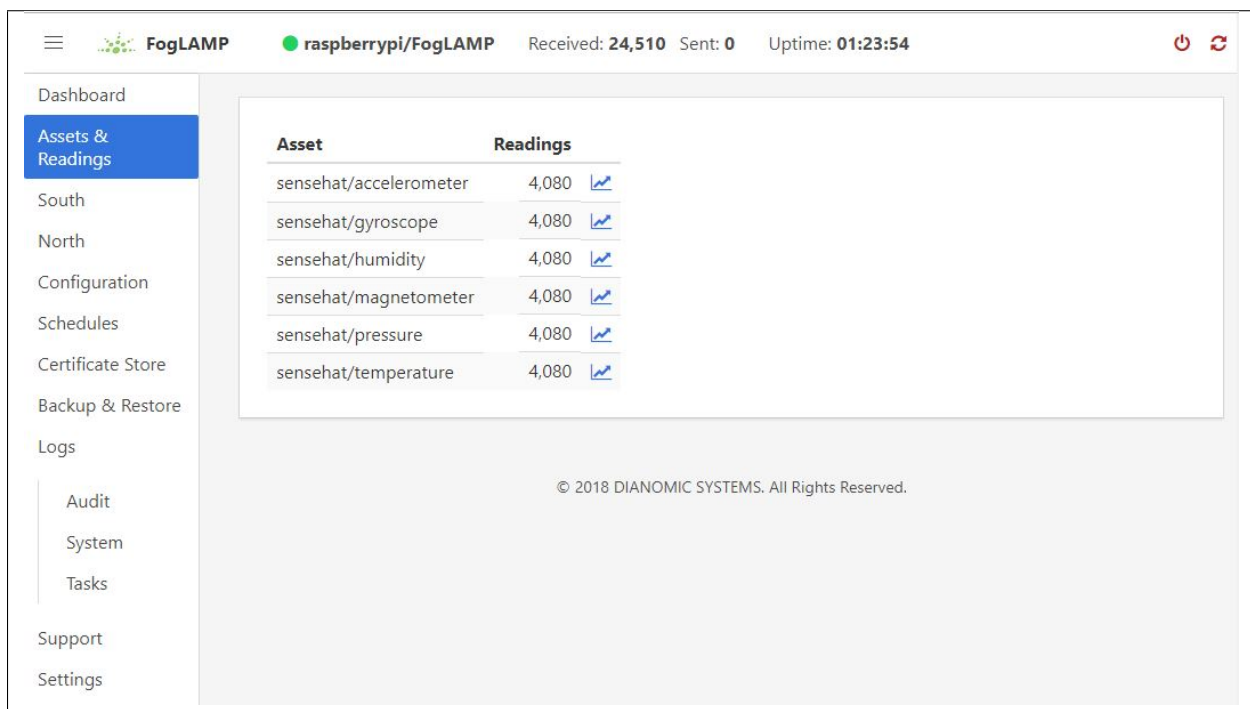 FogLAMP raspberrypi/FogLAMP Received: 24,510 Sent: 0 Uptime: 01:23:54
Dashboard
Assets &
Readings
South
North
Configuration
Schedules
Certificate Store
Backup & Restore
Logs
Audit
System
Tasks
Support
Settings
Asset Readings
sensehat/accelerometer 4,080
sensehat/gyroscope 4,080
sensehat/humidity 4,080
sensehat/magnetometer 4,080
sensehat/pressure 4,080
sensehat/temperature 4,080
© 2018 DIANOMIC SYSTEMS. All Rights Reserved.